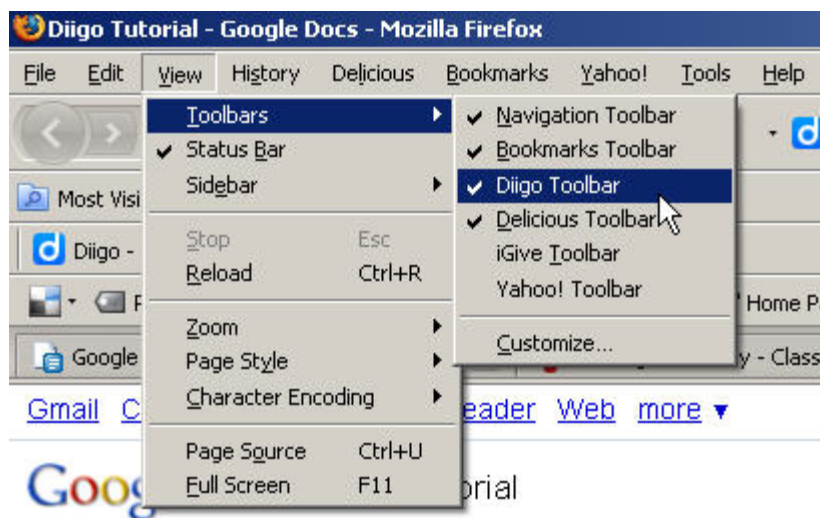 Diigo Tutorial - Google Docs - Mozilla Firefox
File Edit View History Delicious Bookmarks Yahoo! Tools Help
Toolbars
Status Bar
Sidebar
Stop Esc
Reload Ctrl+R
Zoom
Page Style
Character Encoding
Page Source Ctrl+U
Full Screen F11
Navigation Toolbar
Bookmarks Toolbar
Diigo Toolbar
Delicious Toolbar
iGive Toolbar
Yahoo! Toolbar
Customize...
Most Visi
Diigo -
Home P
Google y - Class
Gmail C eader Web more ▼
Goog orial